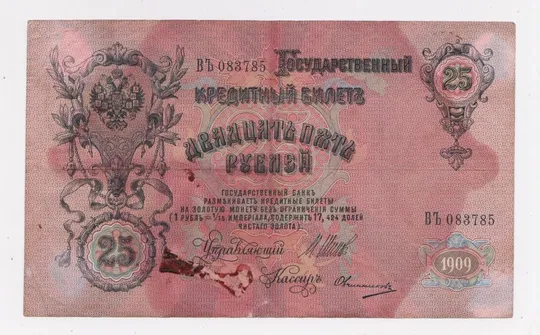 ВЪ 083785 ГОСУДАРСТВЕННЫЙ
25
КРЕДИТНЫЙ БИЛЕТЪ
ДВАДЦАТЬ ПЯТЬ
РУБЛЕЙ
ГОСУДАРСТВЕННЫЙ БАНКЪ
РАЗМѢНИВАЕТЪ КРЕДИТНЫЕ БИЛЕТЫ
НА ЗОЛОТУЮ МОНЕТУ БЕЗЪ ОГРАНИЧЕНІЯ СУММЫ
(1 РУБЛЬ = 1/15 ИМПЕРІАЛА, СОДЕРЖИТЪ 17,424 ДОЛЕЙ
ЧИСТАГО ЗОЛОТА).
ВЪ 083785
25
Управляющій
Кассиръ
1909